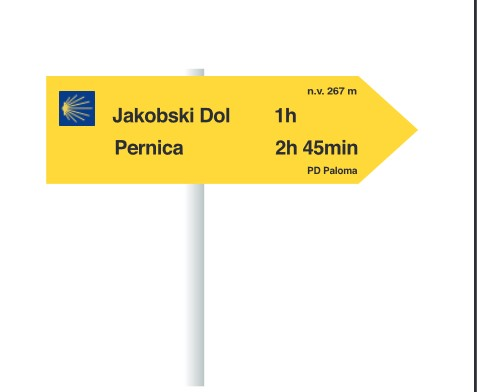 n.v. 267 m
Jakobski Dol 1h
Pernica 2h 45min
PD Paloma